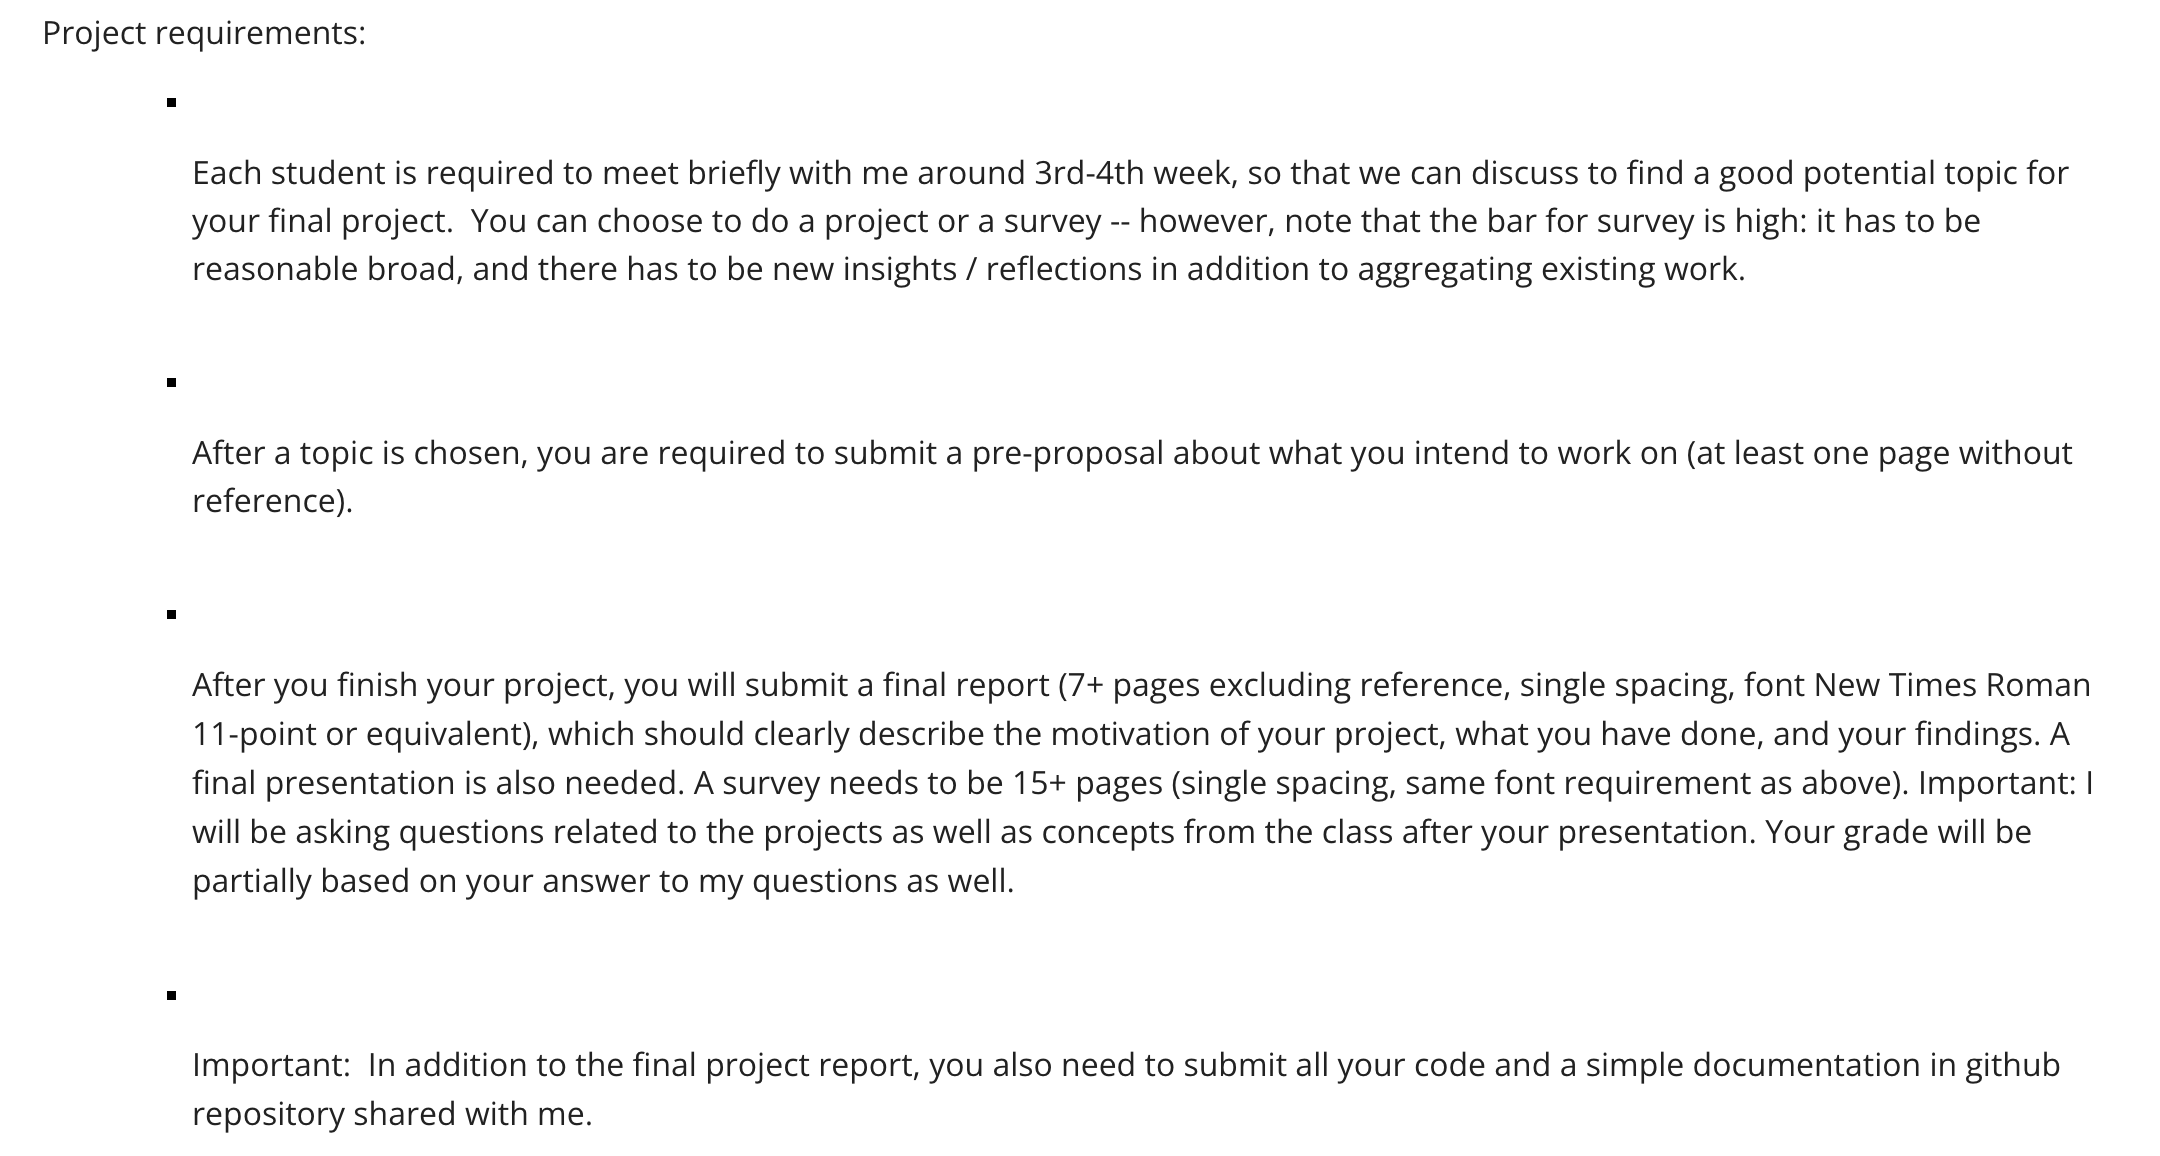 Project requirements:
Each student is required to meet briefly with me around 3rd-4th week, so that we can discuss to find a good potential topic for
your final project.  You can choose to do a project or a survey -- however, note that the bar for survey is high: it has to be
reasonable broad, and there has to be new insights / reflections in addition to aggregating existing work.
After a topic is chosen, you are required to submit a pre-proposal about what you intend to work on (at least one page without
reference).
After you finish your project, you will submit a final report (7+ pages excluding reference, single spacing, font New Times Roman
11-point or equivalent), which should clearly describe the motivation of your project, what you have done, and your findings. A
final presentation is also needed. A survey needs to be 15+ pages (single spacing, same font requirement as above). Important: I
will be asking questions related to the projects as well as concepts from the class after your presentation. Your grade will be
partially based on your answer to my questions as well.
Important:  In addition to the final project report, you also need to submit all your code and a simple documentation in github
repository shared with me.